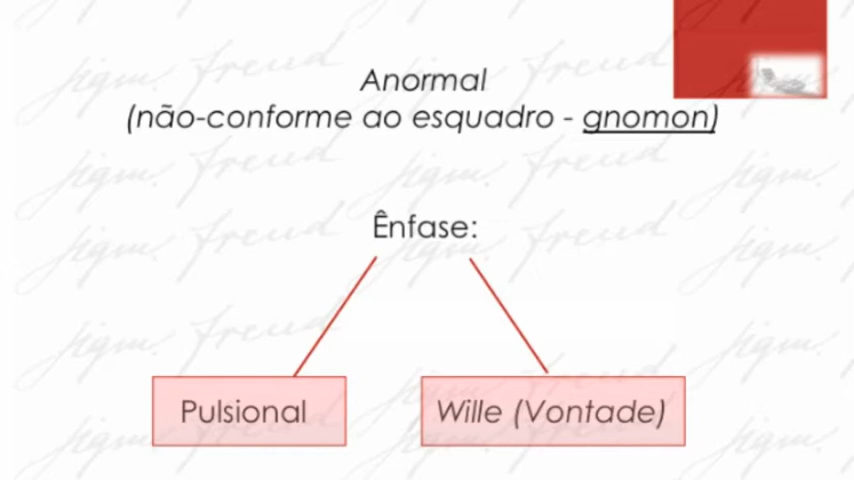 Anormal
(não-conforme ao esquadro - gnomon)
Ênfase:
Pulsional
Wille (Vontade)